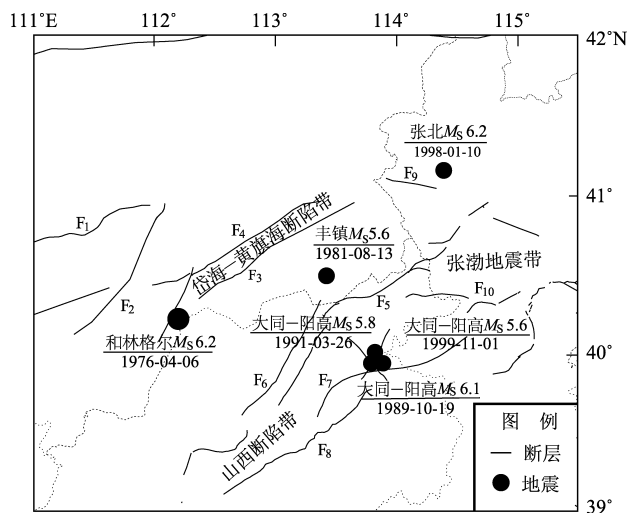 111°E
112°
113°
114°
115°
42°N
张北MS6.2
1998-01-10
F9
41°
F1
F4
岱海-黄旗海断陷带
丰镇MS5.6
1981-08-13
F3
张渤地震带
F2
F5
F10
大同-阳高MS5.8
1991-03-26
大同-阳高MS5.6
1999-11-01
和林格尔MS6.2
1976-04-06
40°
F6
F7
大同-阳高MS6.1
1989-10-19
山西断陷带
F8
图 例
断层
地震
39°